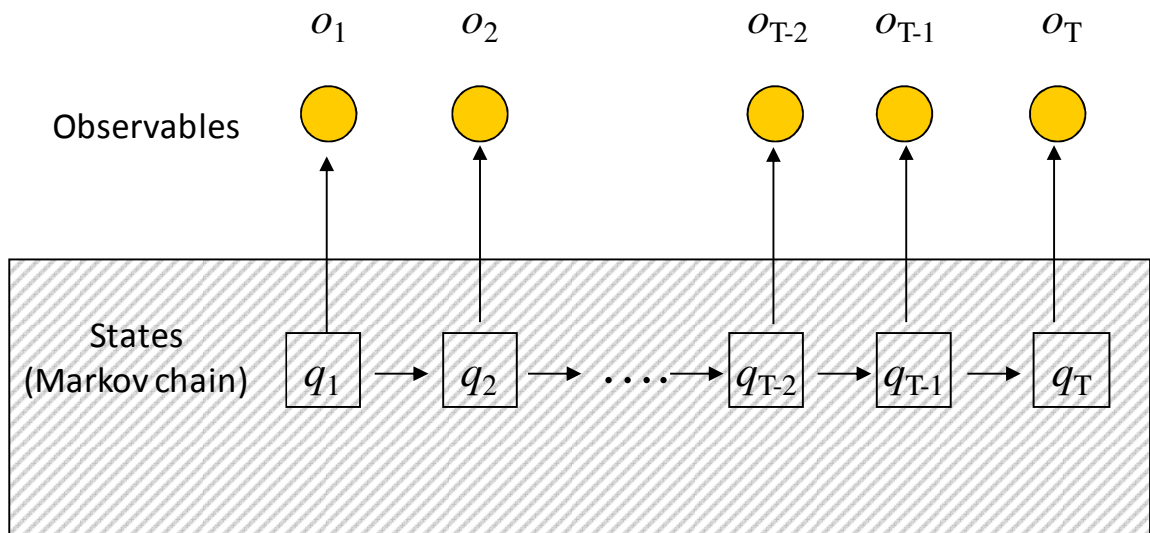 o1 o2 oT-2 oT-1 oT
Observables
States
(Markov chain)
q1 q2 .... qT-2 qT-1 qT